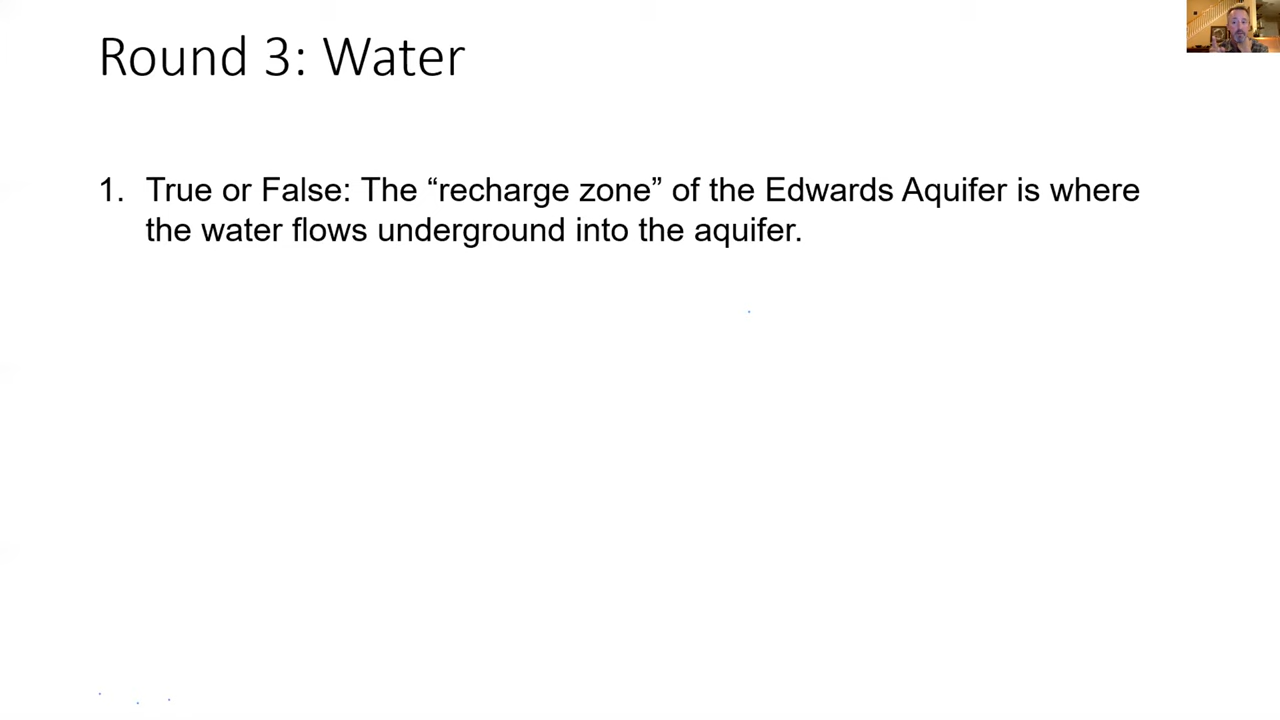 Round 3: Water
1. True or False: The “recharge zone” of the Edwards Aquifer is where
the water flows underground into the aquifer.